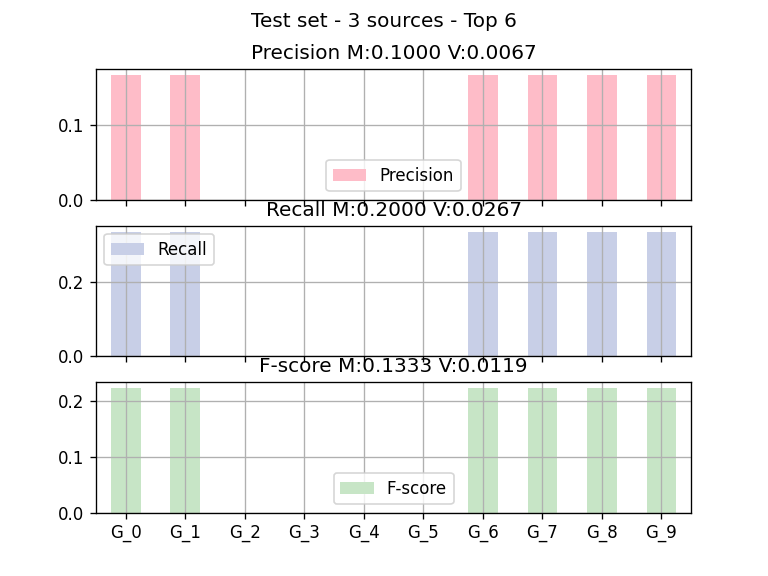 Test set - 3 sources - Top 6
Precision M:0.1000 V:0.0067
0.1
0.0
Precision
Recall M:0.2000 V:0.0267
0.2
0.0
Recall
F-score M:0.1333 V:0.0119
0.2
0.1
0.0
F-score
G_0 G_1 G_2 G_3 G_4 G_5 G_6 G_7 G_8 G_9